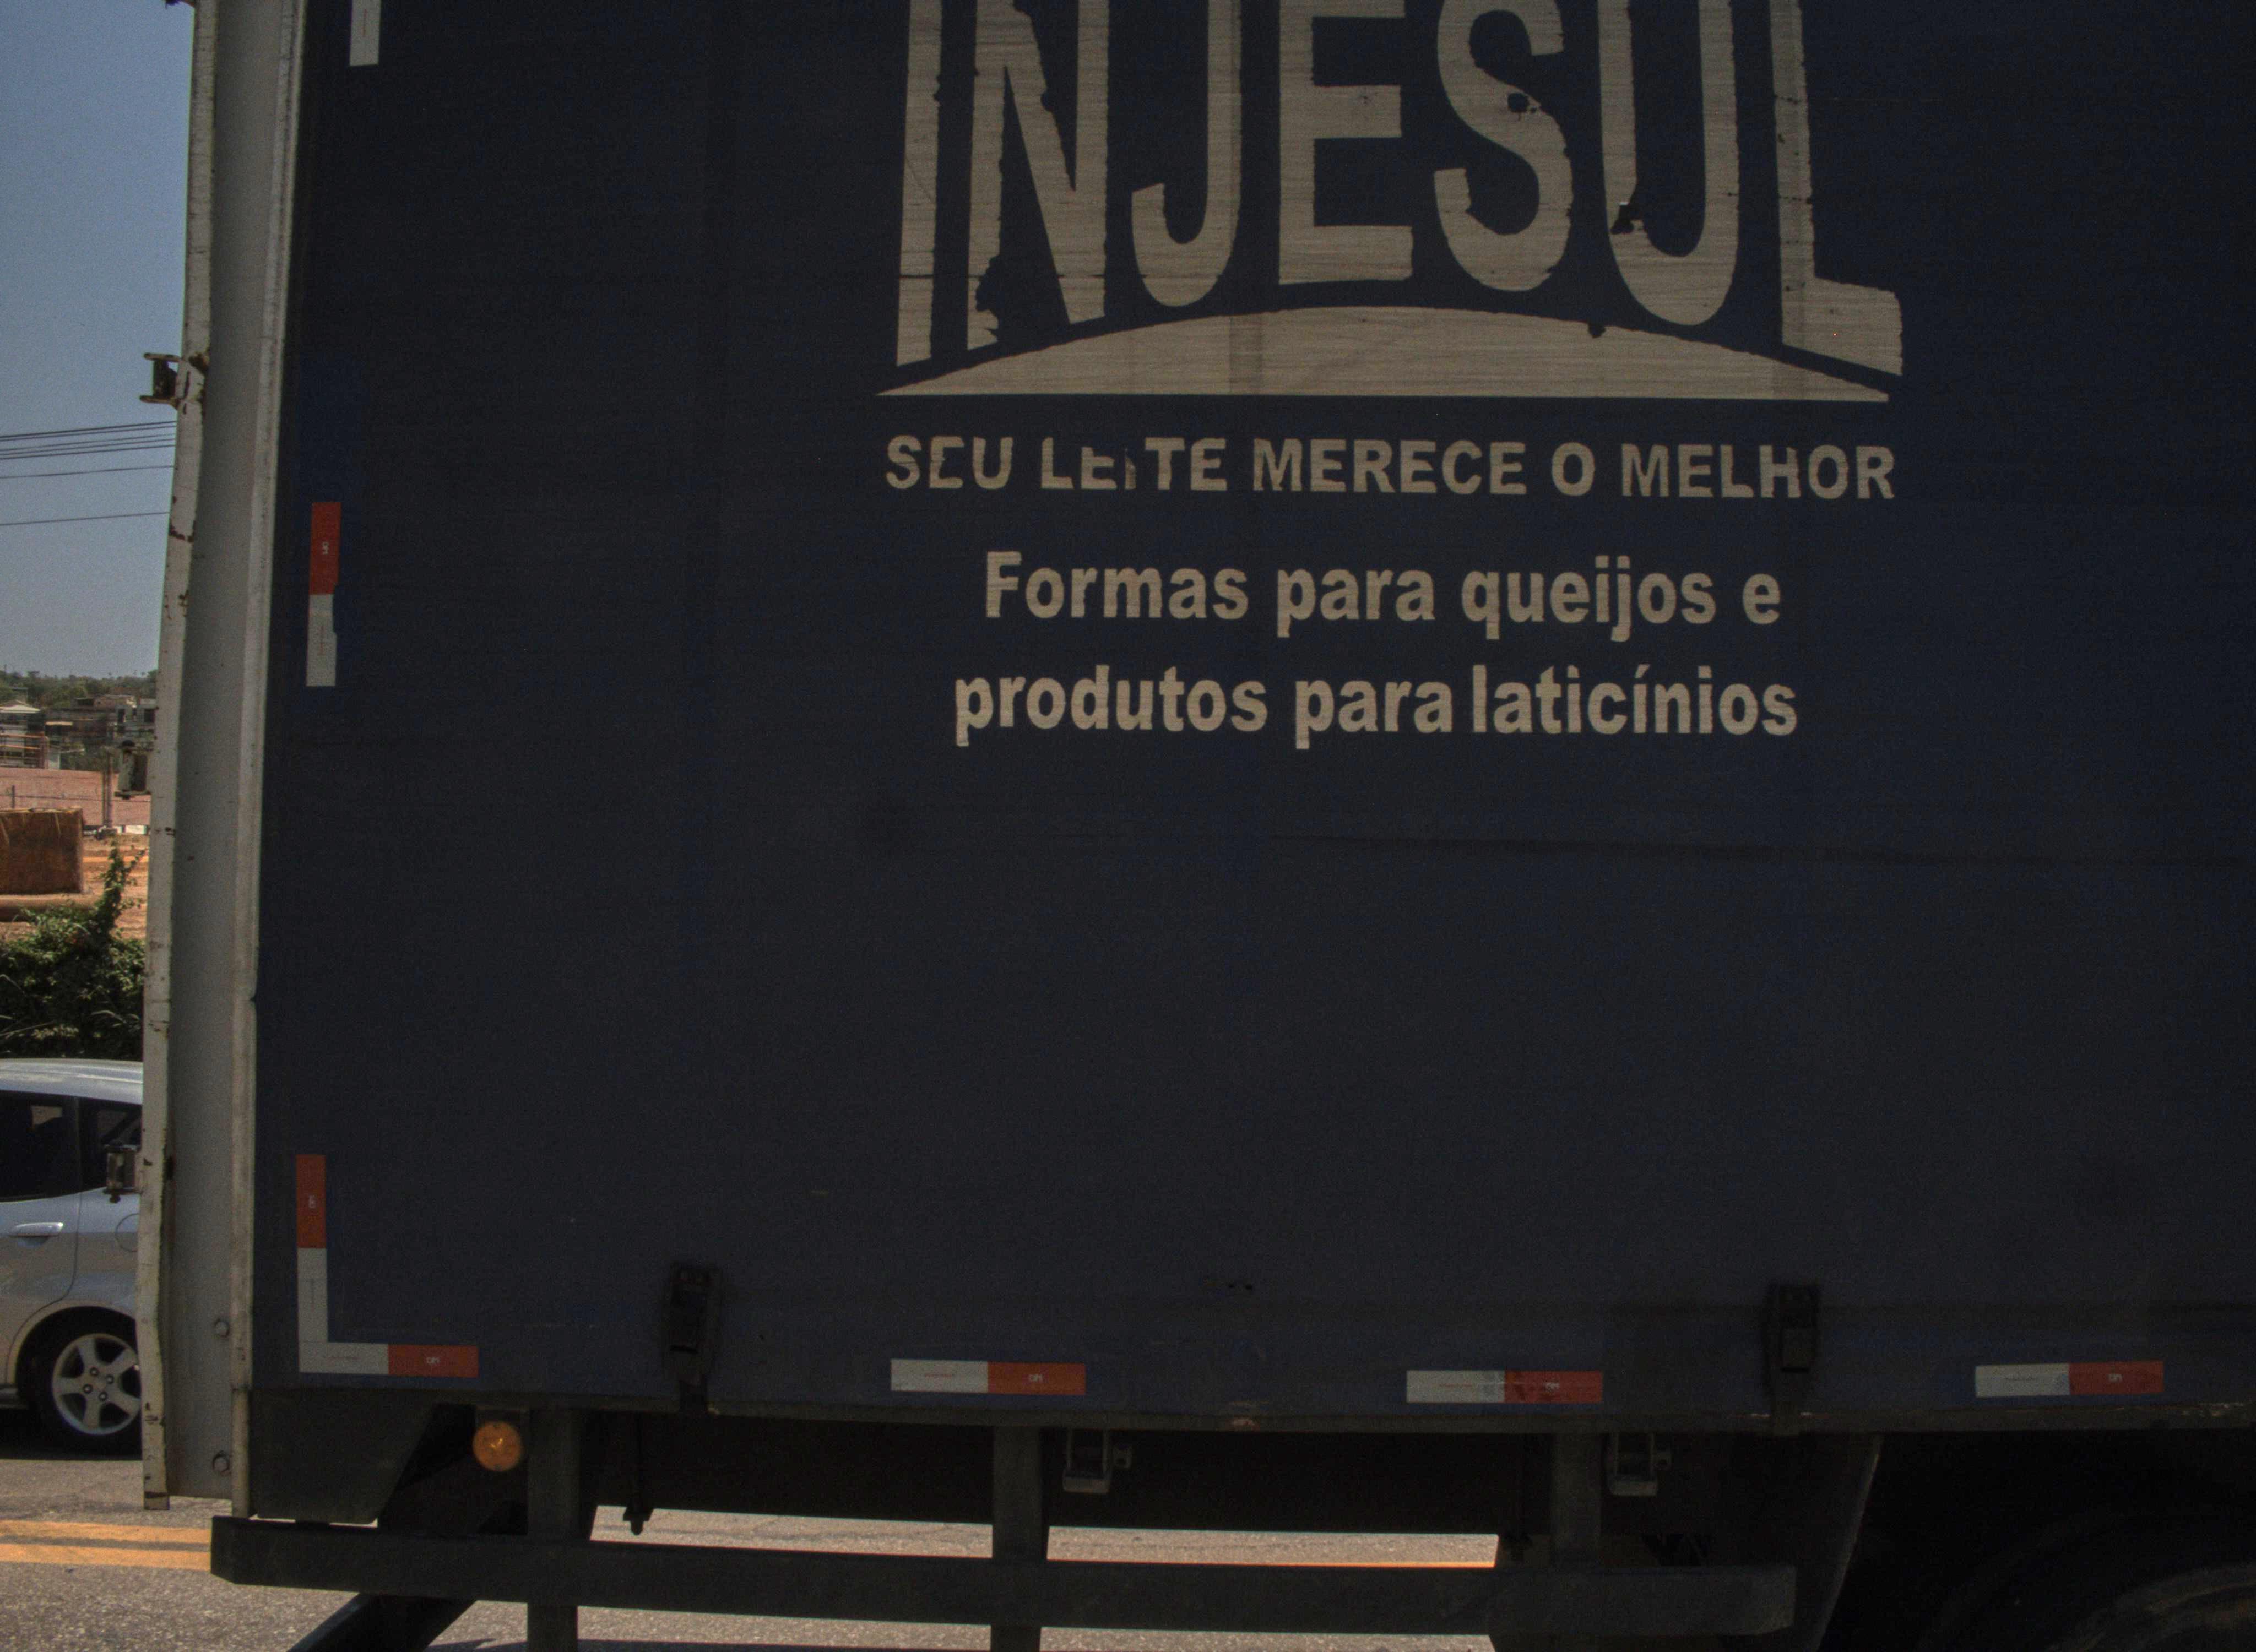 INJESUL
SEU LEITE MERECE O MELHOR
Formas para queijos e
produtos para laticínios